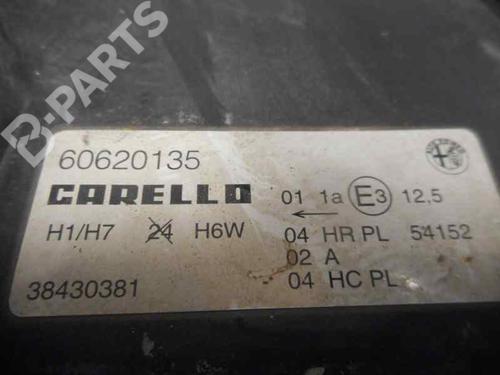 B-PARTS
60620135
CARELLO 01 1a E3 12,5
H1/H7 24 H6W 04 HR PL 54152
02 A
38430381 04 HC PL